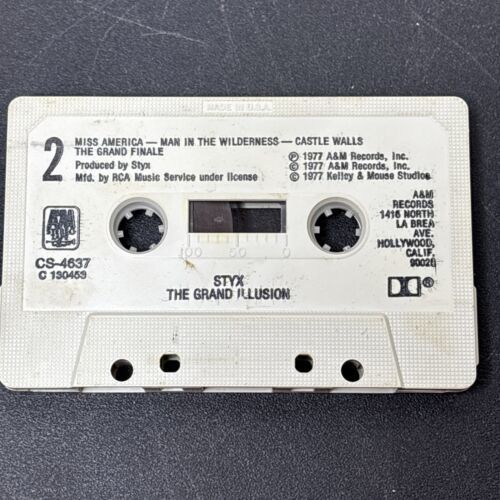 MADE IN U.S.A.
2
MISS AMERICA — MAN IN THE WILDERNESS — CASTLE WALLS
THE GRAND FINALE
Produced by Styx
Mfd. by RCA Music Service under license
Ⓟ 1977 A&M Records, Inc.
© 1977 A&M Records, Inc.
© 1977 Kelley & Mouse Studios
A&M
RECORDS
1416 NORTH
LA BREA
AVE.
HOLLYWOOD,
CALIF.
90028
A&M
CS-4637
C 130453
100 50 0
STYX
THE GRAND ILLUSION
®